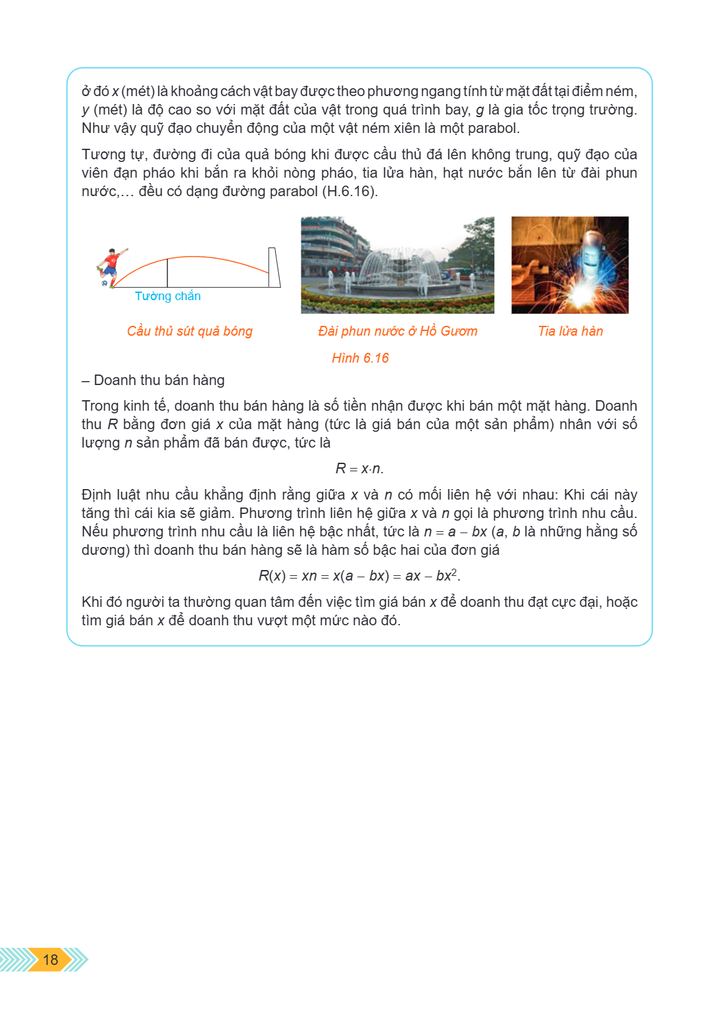 ở đó x (mét) là khoảng cách vật bay được theo phương ngang tính từ mặt đất tại điểm ném,
y (mét) là độ cao so với mặt đất của vật trong quá trình bay, g là gia tốc trọng trường.
Như vậy quỹ đạo chuyển động của một vật ném xiên là một parabol.
Tương tự, đường đi của quả bóng khi được cầu thủ đá lên không trung, quỹ đạo của
viên đạn pháo khi bắn ra khỏi nòng pháo, tia lửa hàn, hạt nước bắn lên từ đài phun
nước,… đều có dạng đường parabol (H.6.16).
Tường chắn
Cầu thủ sút quả bóng
Đài phun nước ở Hồ Gươm
Tia lửa hàn
Hình 6.16
– Doanh thu bán hàng
Trong kinh tế, doanh thu bán hàng là số tiền nhận được khi bán một mặt hàng. Doanh
thu R bằng đơn giá x của mặt hàng (tức là giá bán của một sản phẩm) nhân với số
lượng n sản phẩm đã bán được, tức là
R = x·n.
Định luật nhu cầu khẳng định rằng giữa x và n có mối liên hệ với nhau: Khi cái này
tăng thì cái kia sẽ giảm. Phương trình liên hệ giữa x và n gọi là phương trình nhu cầu.
Nếu phương trình nhu cầu là liên hệ bậc nhất, tức là n = a – bx (a, b là những hằng số
dương) thì doanh thu bán hàng sẽ là hàm số bậc hai của đơn giá
R(x) = xn = x(a – bx) = ax – bx².
Khi đó người ta thường quan tâm đến việc tìm giá bán x để doanh thu đạt cực đại, hoặc
tìm giá bán x để doanh thu vượt một mức nào đó.
18